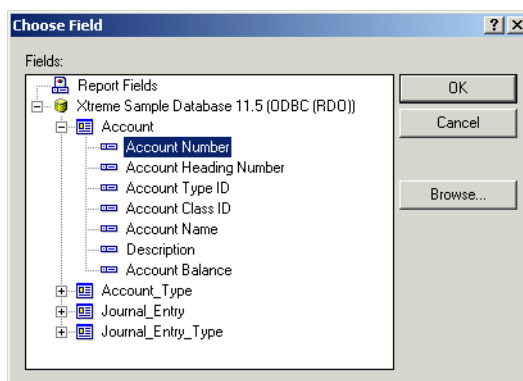 Choose Field
Fields:
Report Fields
Xtreme Sample Database 11.5 (ODBC (RDO))
Account
Account Number
Account Heading Number
Account Type ID
Account Class ID
Account Name
Description
Account Balance
Account_Type
Journal_Entry
Journal_Entry_Type
OK
Cancel
Browse...